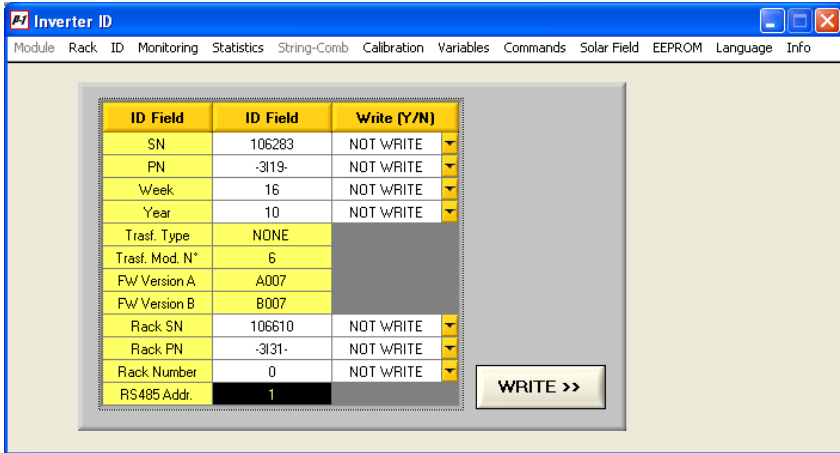 Inverter ID
Module Rack ID Monitoring Statistics String-Comb Calibration Variables Commands Solar Field EEPROM Language Info
ID Field ID Field Write (Y/N)
SN 106283 NOT WRITE
PN -3I19- NOT WRITE
Week 16 NOT WRITE
Year 10 NOT WRITE
Trasf. Type NONE
Trasf. Mod. N° 6
FW Version A A007
FW Version B B007
Rack SN 106610 NOT WRITE
Rack PN -3I31- NOT WRITE
Rack Number 0 NOT WRITE
RS485 Addr. 1
WRITE >>